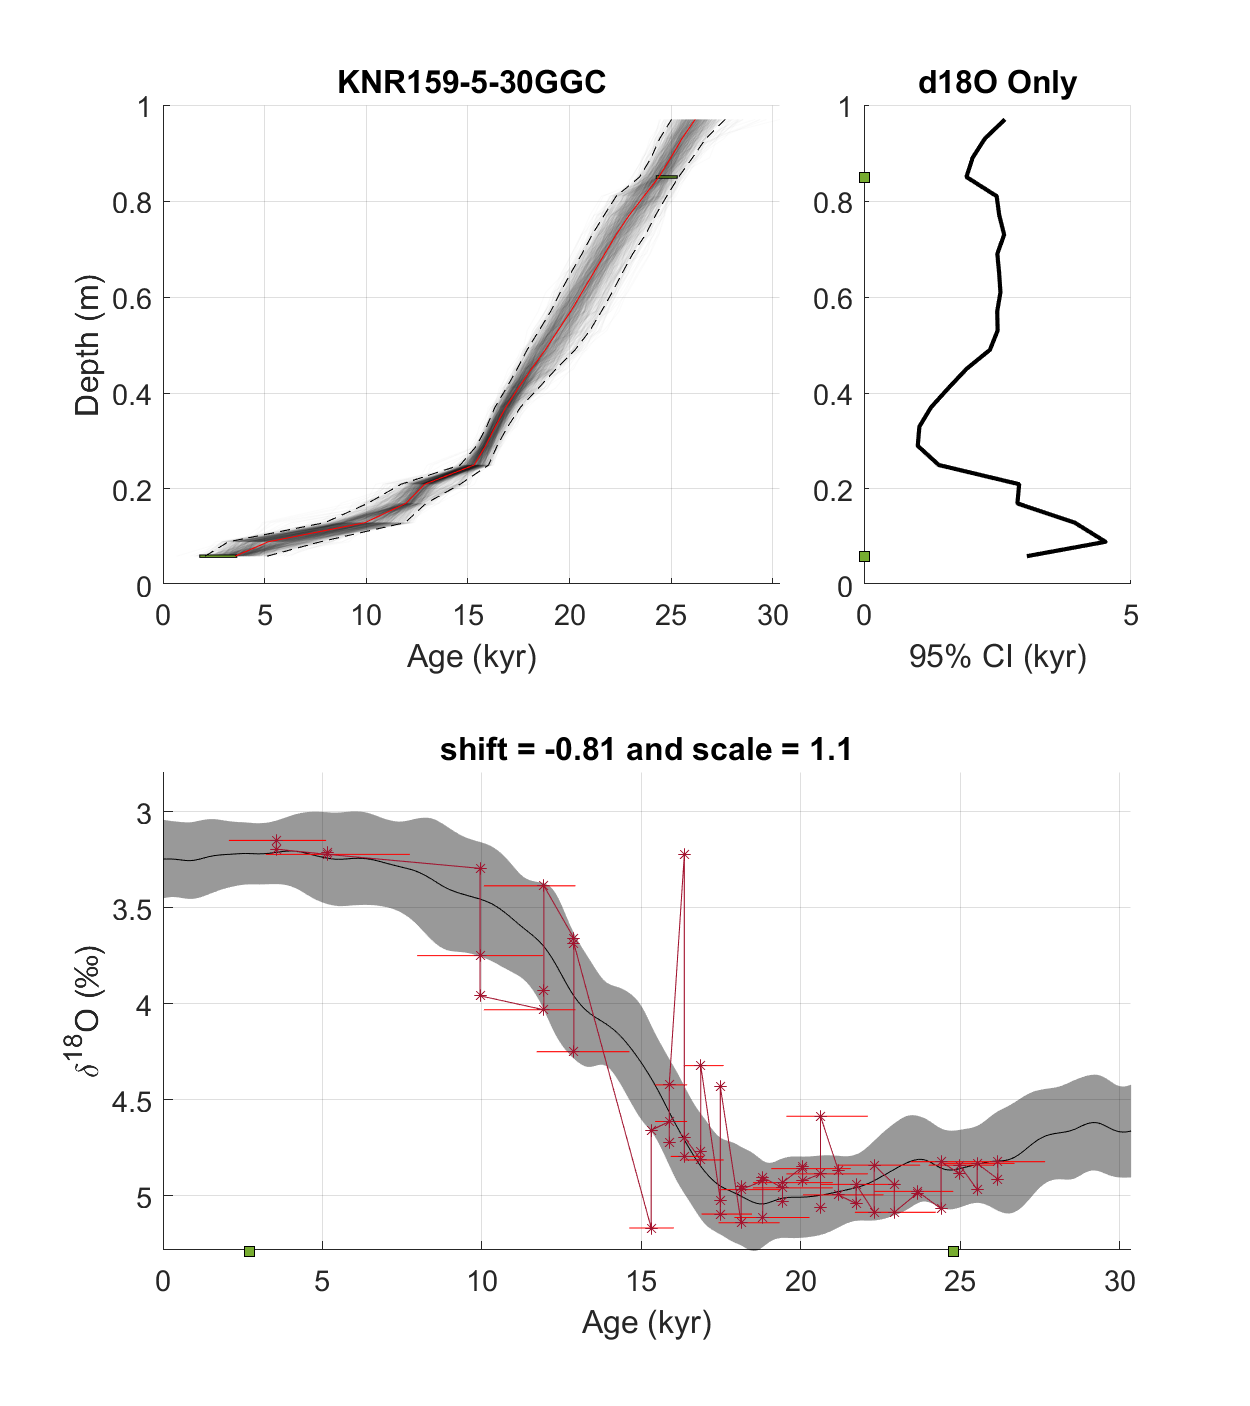 KNR159-5-30GGC
d18O Only
1
0.8
0.6
0.4
0.2
0
Depth (m)
0 5 10 15 20 25 30
Age (kyr)
1
0.8
0.6
0.4
0.2
0
0 5
95% CI (kyr)
shift = -0.81 and scale = 1.1
3
3.5
4
4.5
5
δ18O (‰)
0 5 10 15 20 25 30
Age (kyr)